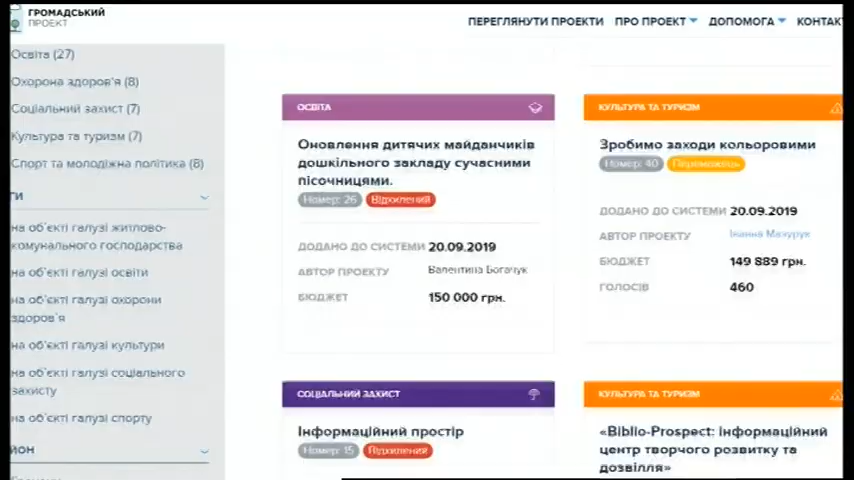 ГРОМАДСЬКИЙ
ПРОЕКТ
ПЕРЕГЛЯНУТИ ПРОЕКТИ ПРО ПРОЕКТ ДОПОМОГА КОНТАК
Освіта (27)
Охорона здоров'я (8)
Соціальний захист (7)
Культура та туризм (7)
Спорт та молодіжна політика (8)
ТИ
на об'єкті галузі житлово-
комунального господарства
на об'єкті галузі освіти
на об'єкті галузі охорони
здоров'я
на об'єкті галузі культури
на об'єкті галузі соціального
захисту
на об'єкті галузі спорту
ЙОН
ОСВІТА
Оновлення дитячих майданчиків
дошкільного закладу сучасними
пісочницями.
Номер: 26 Відхилений
ДОДАНО ДО СИСТЕМИ 20.09.2019
АВТОР ПРОЕКТУ Валентина Богачук
БЮДЖЕТ 150 000 грн.
КУЛЬТУРА ТА ТУРИЗМ
Зробимо заходи кольоровими
Номер: 40 Переможець
ДОДАНО ДО СИСТЕМИ 20.09.2019
АВТОР ПРОЕКТУ
БЮДЖЕТ 149 889 грн.
ГОЛОСІВ 460
СОЦІАЛЬНИЙ ЗАХИСТ
Інформаційний простір
Номер: 15 Відхилений
КУЛЬТУРА ТА ТУРИЗМ
«Biblio-Prospect: інформаційний
центр творчого розвитку та
дозвілля»